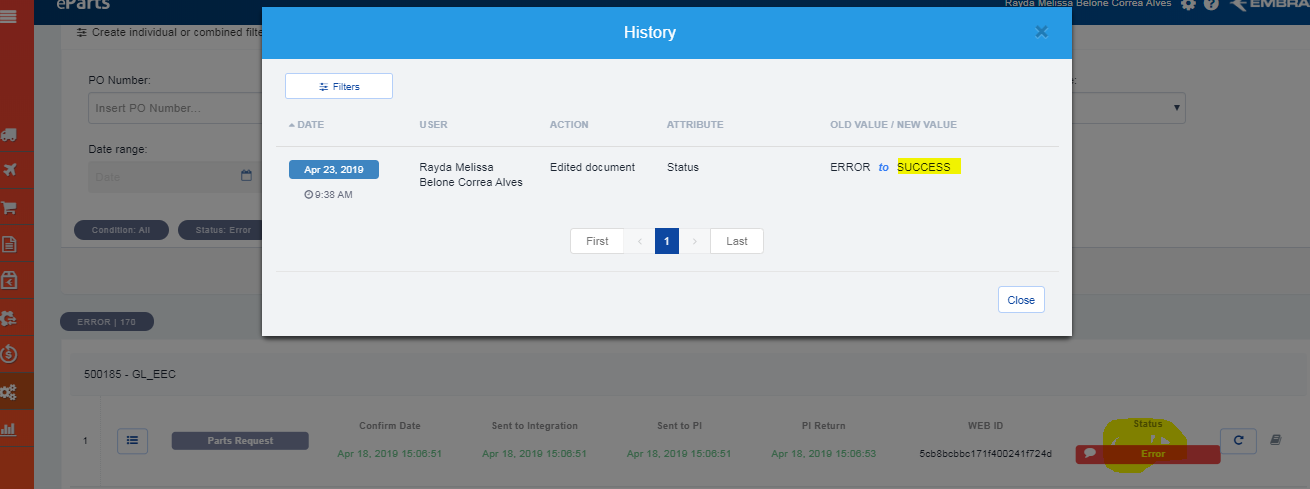 eParts
Rayda Melissa Belone Correa Alves
EMBRA
Create individual or combined filte
History
PO Number:
Insert PO Number...
Date range:
Date
Condition: All
Status: Error
Filters
DATE USER ACTION ATTRIBUTE OLD VALUE / NEW VALUE
Apr 23, 2019 Rayda Melissa Edited document Status ERROR to SUCCESS
Belone Correa Alves
9:38 AM
First 1 Last
Close
ERROR | 170
500185 - GL_EEC
Confirm Date Sent to Integration Sent to PI PI Return WEB ID Status
1 Parts Request
Apr 18, 2019 15:06:51 Apr 18, 2019 15:06:51 Apr 18, 2019 15:06:51 Apr 18, 2019 15:06:53 5cb8bcbbc171f400241f724d Error